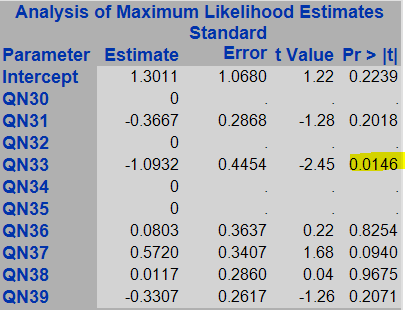 Analysis of Maximum Likelihood Estimates
Standard
Parameter Estimate Error t Value Pr > |t|
Intercept 1.3011 1.0680 1.22 0.2239
QN30 0 . . .
QN31 -0.3667 0.2868 -1.28 0.2018
QN32 0 . . .
QN33 -1.0932 0.4454 -2.45 0.0146
QN34 0 . . .
QN35 0 . . .
QN36 0.0803 0.3637 0.22 0.8254
QN37 0.5720 0.3407 1.68 0.0940
QN38 0.0117 0.2860 0.04 0.9675
QN39 -0.3307 0.2617 -1.26 0.2071